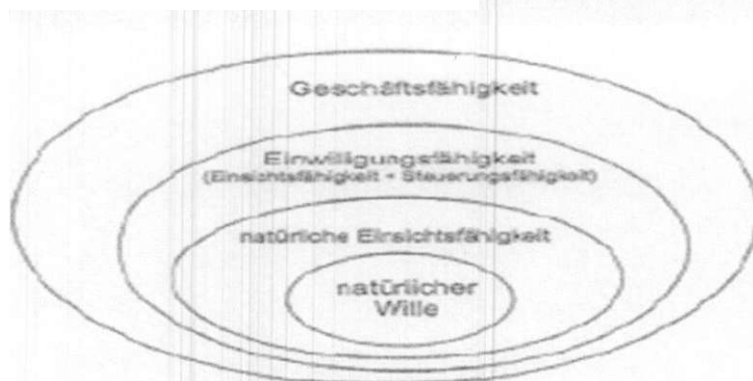 Geschäftsfähigkeit
Einwilligungsfähigkeit
(Einsichtsfähigkeit + Steuerungsfähigkeit)
natürliche Einsichtsfähigkeit
natürlicher
Wille